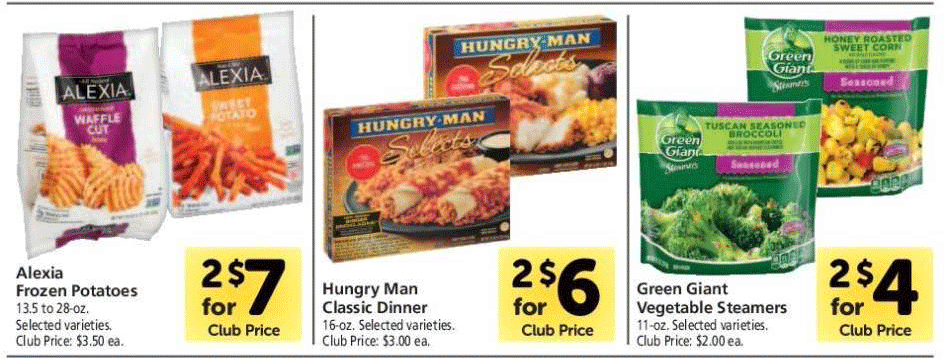 All Natural
ALEXIA
WAFFLE
CUT
ALEXIA
SWEET
POTATO
Alexia
Frozen Potatoes
13.5 to 28-oz.
Selected varieties.
Club Price: $3.50 ea.
2 $7
for
Club Price
HUNGRY-MAN
Selects
HUNGRY-MAN
Selects
Hungry Man
Classic Dinner
16-oz. Selected varieties.
Club Price: $3.00 ea.
2 $6
for
Club Price
Green
Giant
Steamers
HONEY ROASTED
SWEET CORN
Seasoned
Green
Giant
Steamers
TUSCAN SEASONED
BROCCOLI
Seasoned
Green Giant
Vegetable Steamers
11-oz. Selected varieties.
Club Price: $2.00 ea.
2 $4
for
Club Price